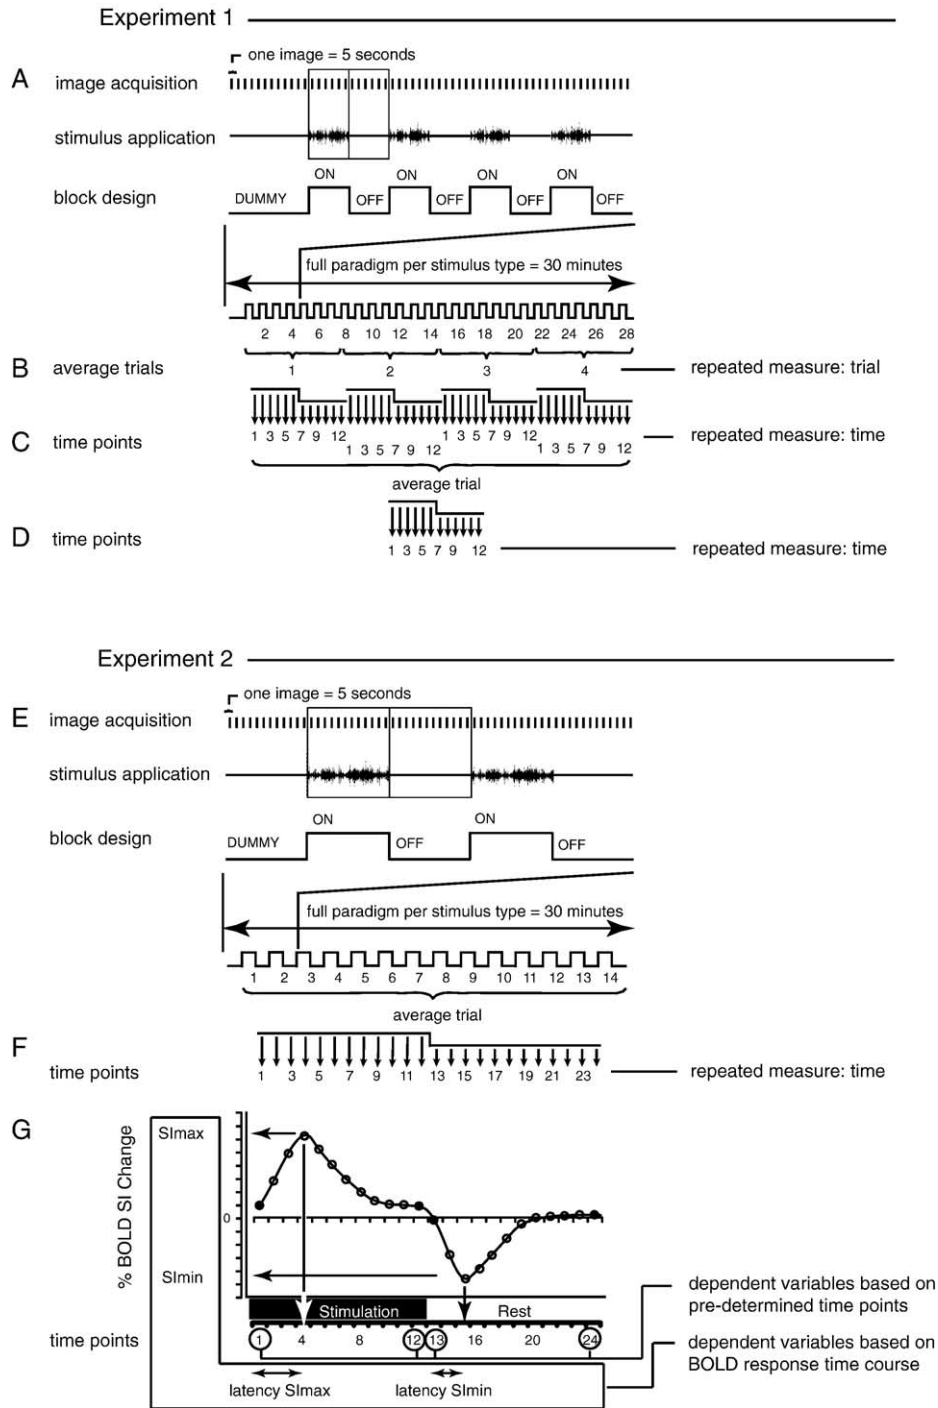 Experiment 1
one image = 5 seconds
A image acquisition
stimulus application
ON ON ON ON
block design DUMMY OFF OFF OFF OFF
full paradigm per stimulus type = 30 minutes
2 4 6 8 10 12 14 16 18 20 22 24 26 28
B average trials 1 2 3 4 repeated measure: trial
C time points 1 3 5 7 9 12 1 3 5 7 9 12 1 3 5 7 9 12 1 3 5 7 9 12 repeated measure: time
average trial
D time points 1 3 5 7 9 12 repeated measure: time
Experiment 2
one image = 5 seconds
E image acquisition
stimulus application
ON ON
block design DUMMY OFF OFF
full paradigm per stimulus type = 30 minutes
1 2 3 4 5 6 7 8 9 10 11 12 13 14
average trial
F
time points 1 3 5 7 9 11 13 15 17 19 21 23 repeated measure: time
G
% BOLD SI Change
SImax
0
SImin
Stimulation Rest
time points 1 4 8 12 13 16 20 24
latency SImax latency SImin
dependent variables based on
pre-determined time points
dependent variables based on
BOLD response time course